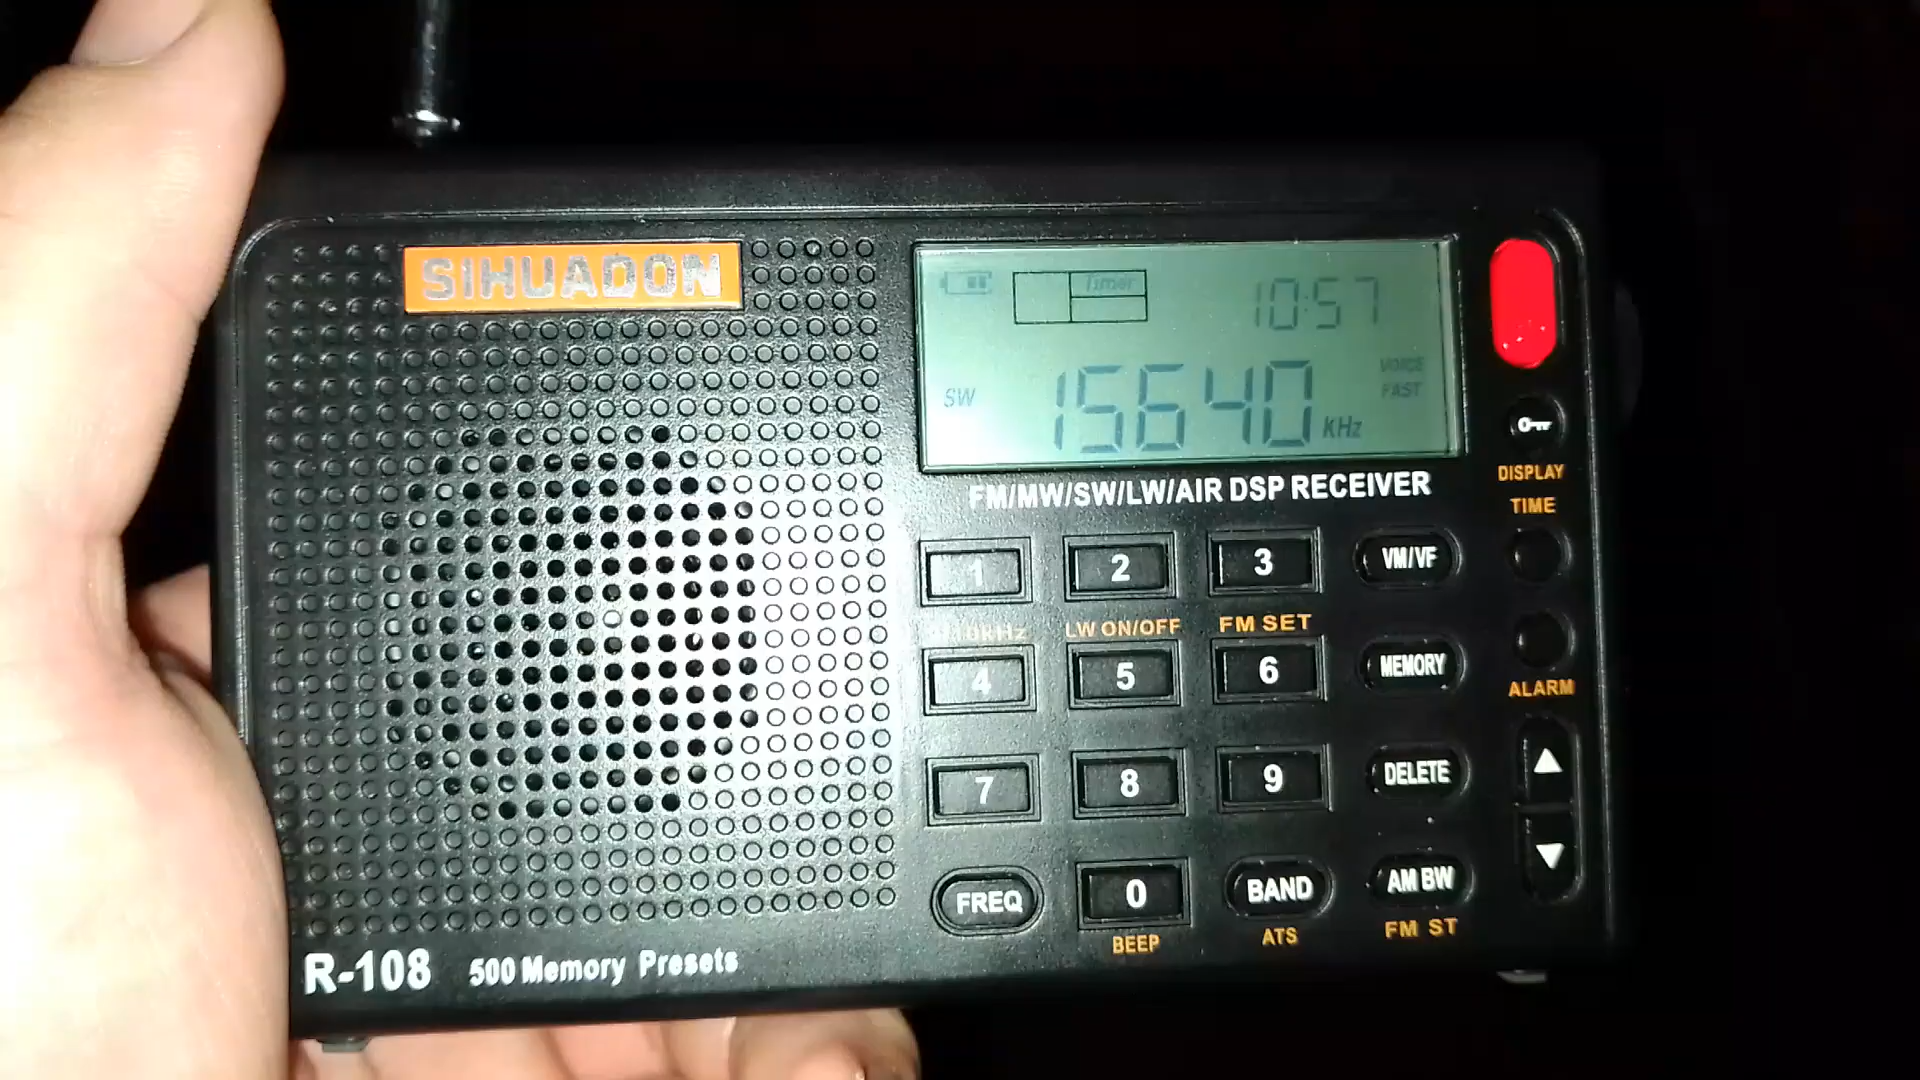 SIHUADON
Timer
10:57
SW
15640
KHz
VOICE
FAST
FM/MW/SW/LW/AIR DSP RECEIVER
DISPLAY
TIME
1
2
3
VM/VF
LW ON/OFF
FM SET
4
5
6
MEMORY
ALARM
7
8
9
DELETE
FREQ
0
BAND
AM BW
BEEP
ATS
FM ST
R-108
500 Memory Presets